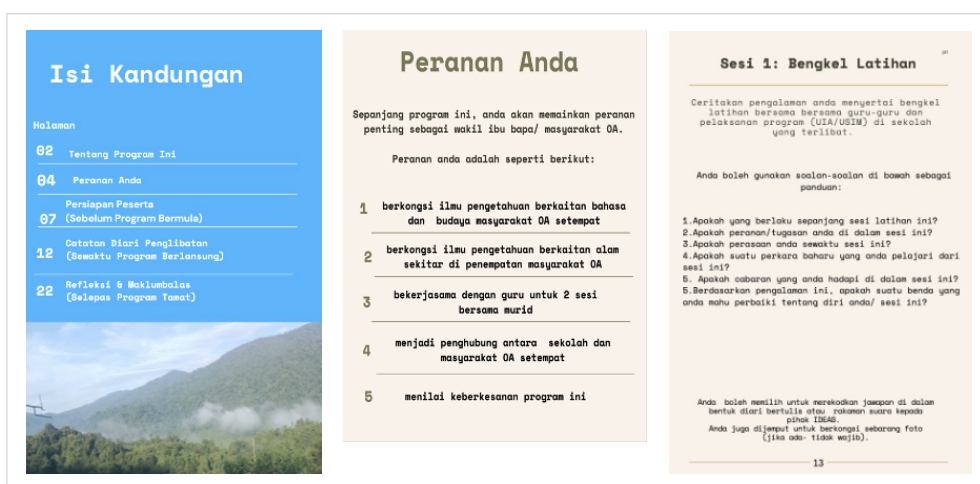 Isi Kandungan
Halaman
02 Tentang Program Ini
04 Peranan Anda
07 Persiapan Peserta
(Sebelum Program Bermula)
12 Catatan Diari Penglibatan
(Sewaktu Program Berlansung)
22 Refleksi & Maklumbalas
(Selepas Program Tamat)
Peranan Anda
Sepanjang program ini, anda akan memainkan peranan
penting sebagai wakil ibu bapa/ masyarakat OA.
Peranan anda adalah seperti berikut:
1 berkongsi ilmu pengetahuan berkaitan bahasa
dan budaya masyarakat OA setempat
2 berkongsi ilmu pengetahuan berkaitan alam
sekitar di penempatan masyarakat OA
3 bekerjasama dengan guru untuk 2 sesi
bersama murid
4 menjadi penghubung antara sekolah dan
masyarakat OA setempat
5 menilai keberkesanan program ini
Sesi 1: Bengkel Latihan
Ceritakan pengalaman anda menyertai bengkel
latihan bersama bersama guru-guru dan
pelaksanan program (UIA/USIM) di sekolah
yang terlibat.
Anda boleh gunakan soalan-soalan di bawah sebagai
panduan:
1.Apakah yang berlaku sepanjang sesi latihan ini?
2.Apakah peranan/tugasan anda di dalam sesi ini?
3.Apakah perasaan anda sewaktu sesi ini?
4.Apakah suatu perkara baharu yang anda pelajari dari
sesi ini?
5. Apakah cabaran yang anda hadapi di dalam sesi ini?
5.Berdasarkan pengalaman ini, apakah suatu benda yang
anda mahu perbaiki tentang diri anda/ sesi ini?
Anda boleh memilih untuk merekodkan jawapan di dalam
bentuk diari bertulis atau rakaman suara kepada
pihak IDEAS.
Anda juga dijemput untuk berkongsi sebarang foto
(jika ada- tidak wajib).
13